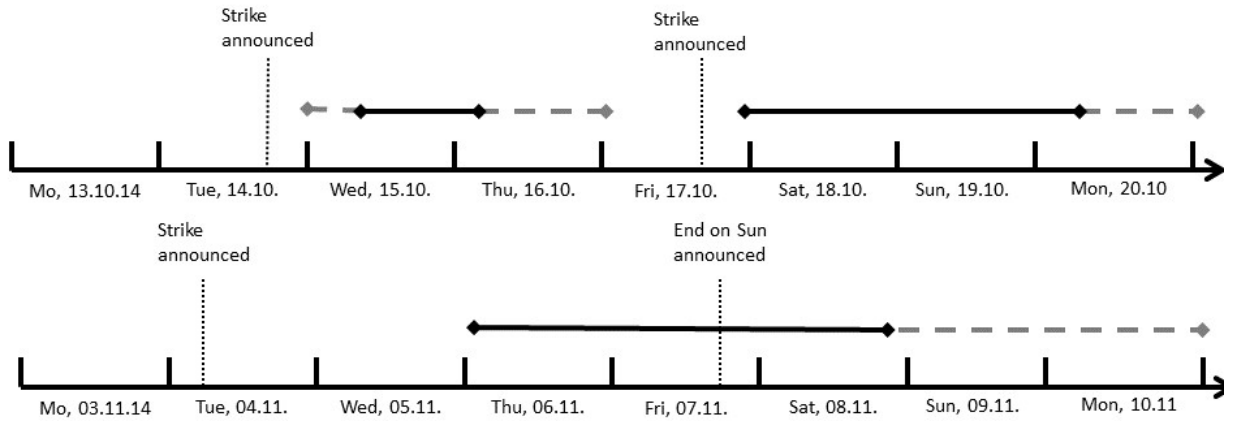 Strike
announced
Strike
announced
Mo, 13.10.14 Tue, 14.10. Wed, 15.10. Thu, 16.10. Fri, 17.10. Sat, 18.10. Sun, 19.10. Mon, 20.10
Strike
announced
End on Sun
announced
Mo, 03.11.14 Tue, 04.11. Wed, 05.11. Thu, 06.11. Fri, 07.11. Sat, 08.11. Sun, 09.11. Mon, 10.11